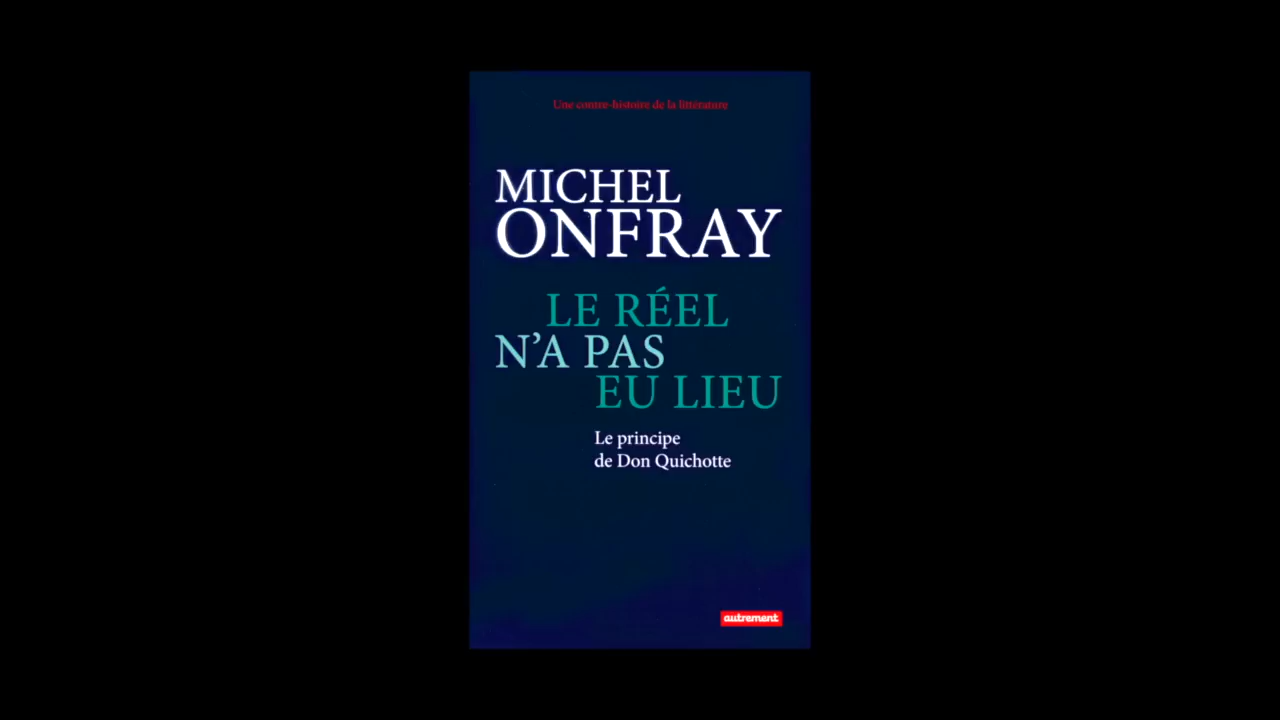 Une contre-histoire de la littérature
MICHEL
ONFRAY
LE RÉEL
N'A PAS
EU LIEU
Le principe
de Don Quichotte
autrement